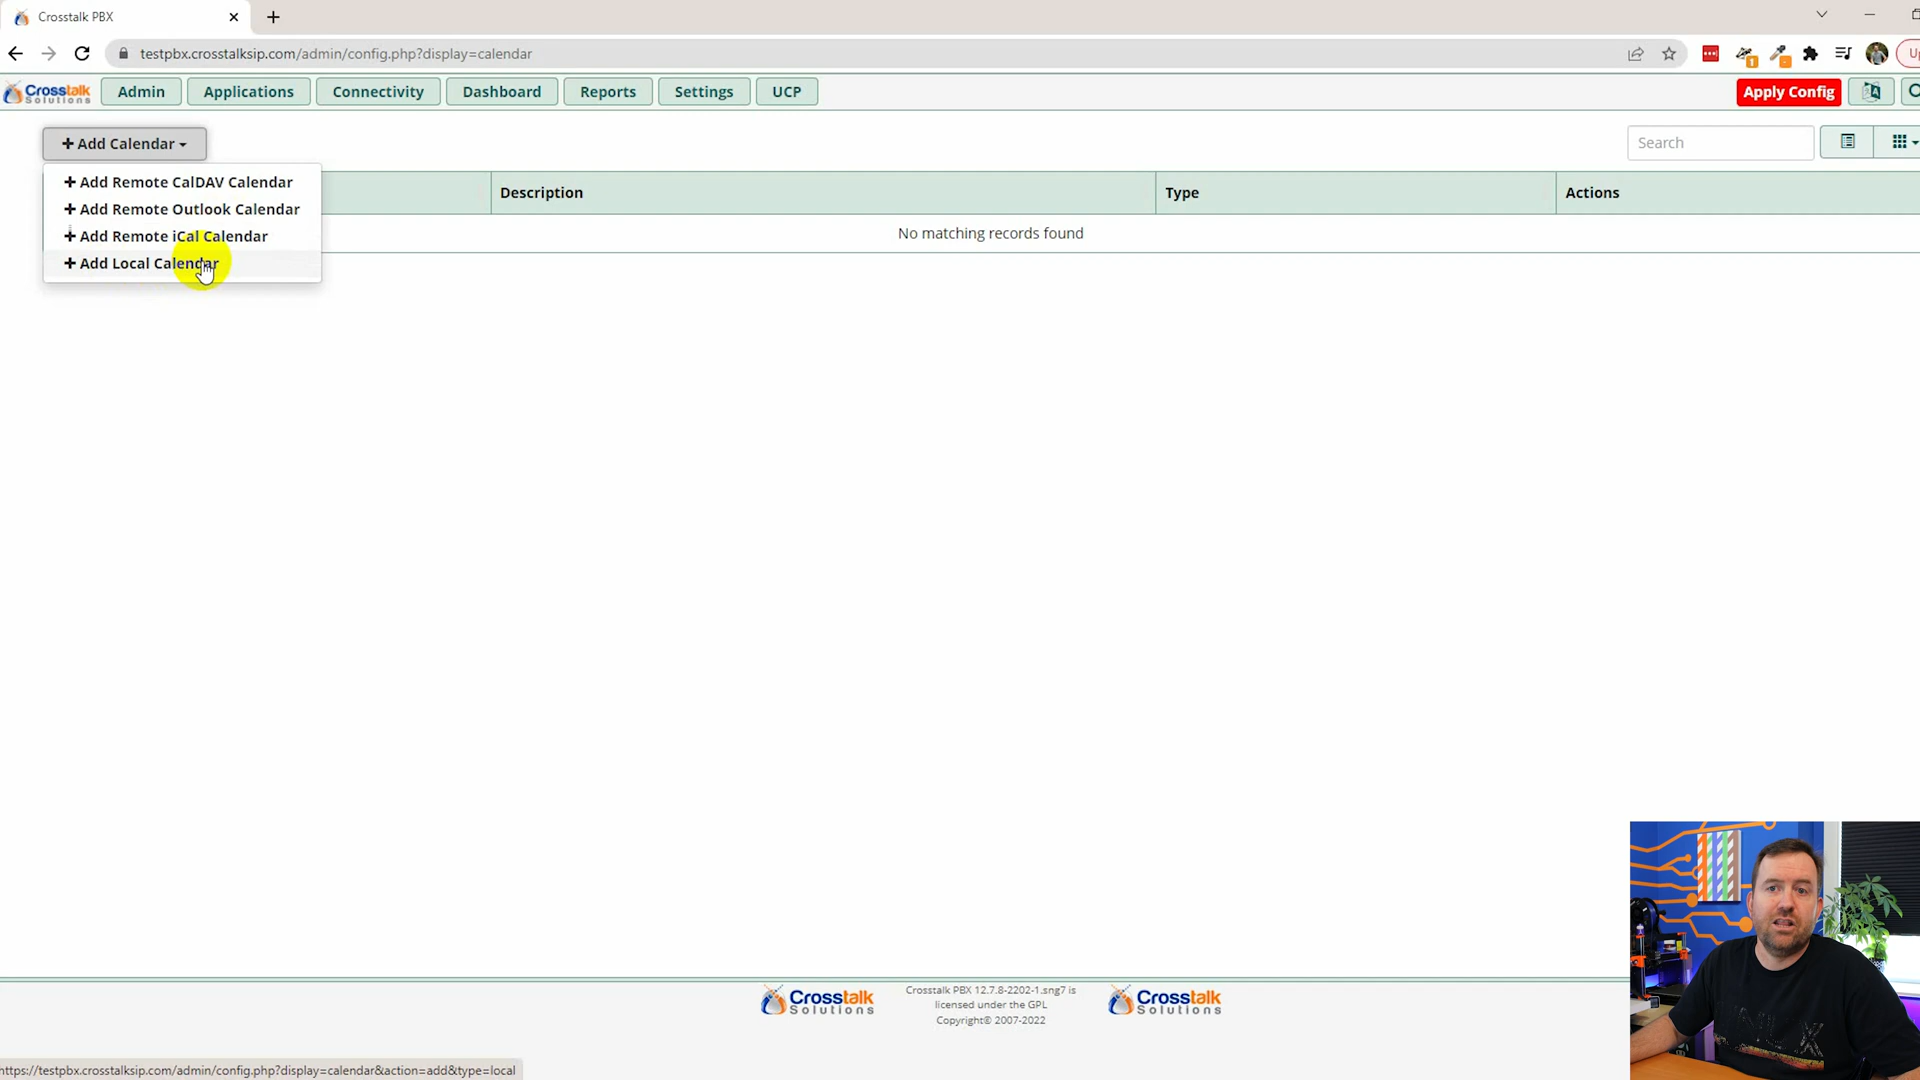 Crosstalk PBX
testpbx.crosstalksip.com/admin/config.php?display=calendar
Crosstalk Solutions
Admin
Applications
Connectivity
Dashboard
Reports
Settings
UCP
Apply Config
Add Calendar
Search
Add Remote CalDAV Calendar
Add Remote Outlook Calendar
Add Remote iCal Calendar
Add Local Calendar
Description
Type
Actions
No matching records found
Crosstalk
Solutions
Crosstalk PBX 12.7.8-2202-1.sng7 is
licensed under the GPL
Copyright© 2007-2022
Crosstalk
Solutions
https://testpbx.crosstalksip.com/admin/config.php?display=calendar&action=add&type=local